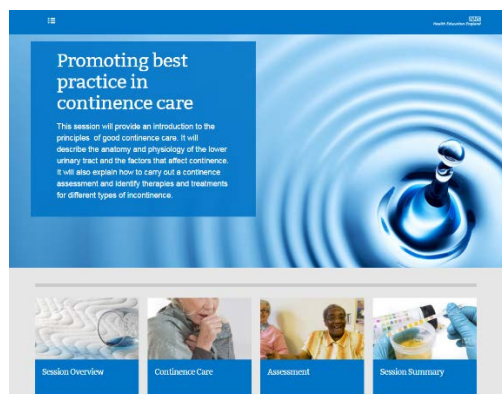 NHS
Health Education England
Promoting best
practice in
continence care
This session will provide an introduction to the
principles of good continence care. It will
describe the anatomy and physiology of the lower
urinary tract and the factors that affect continence.
It will also explain how to carry out a continence
assessment and identify therapies and treatments
for different types of incontinence.
Session Overview
Continence Care
Assessment
Session Summary